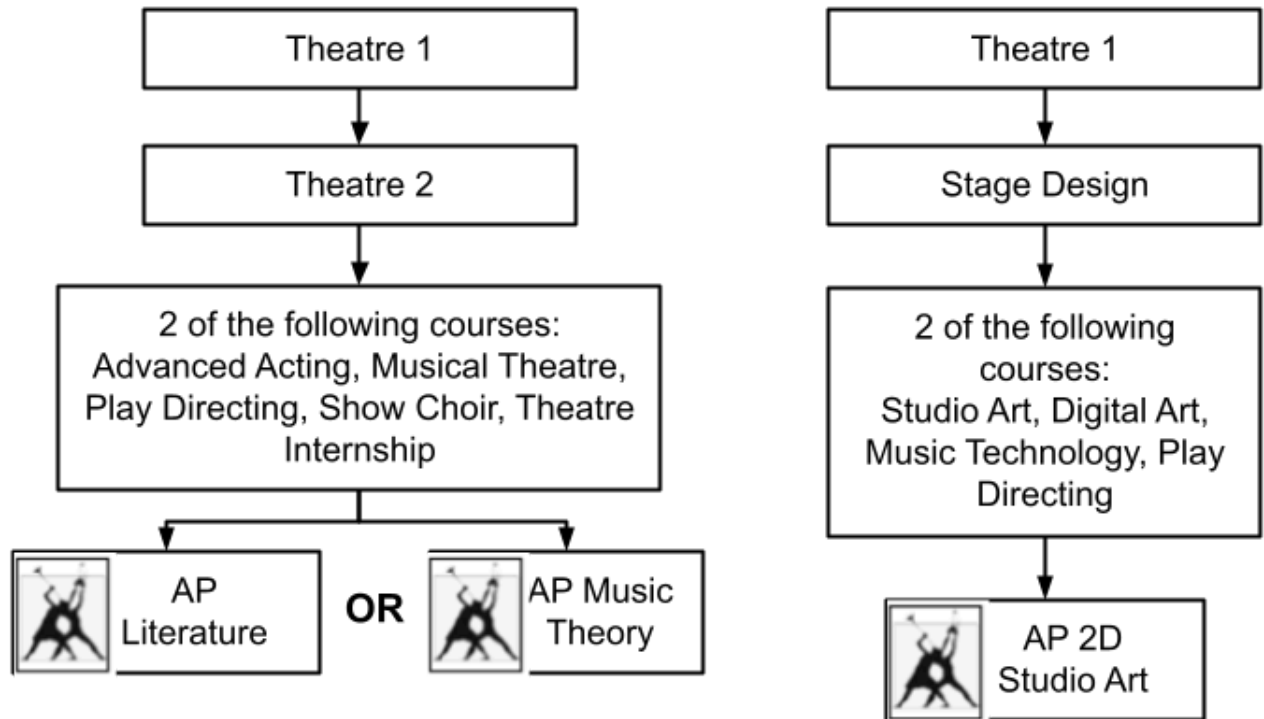 Theatre 1
Theatre 2
2 of the following courses:
Advanced Acting, Musical Theatre,
Play Directing, Show Choir, Theatre
Internship
AP
Literature
OR
AP Music
Theory
Theatre 1
Stage Design
2 of the following
courses:
Studio Art, Digital Art,
Music Technology, Play
Directing
AP 2D
Studio Art